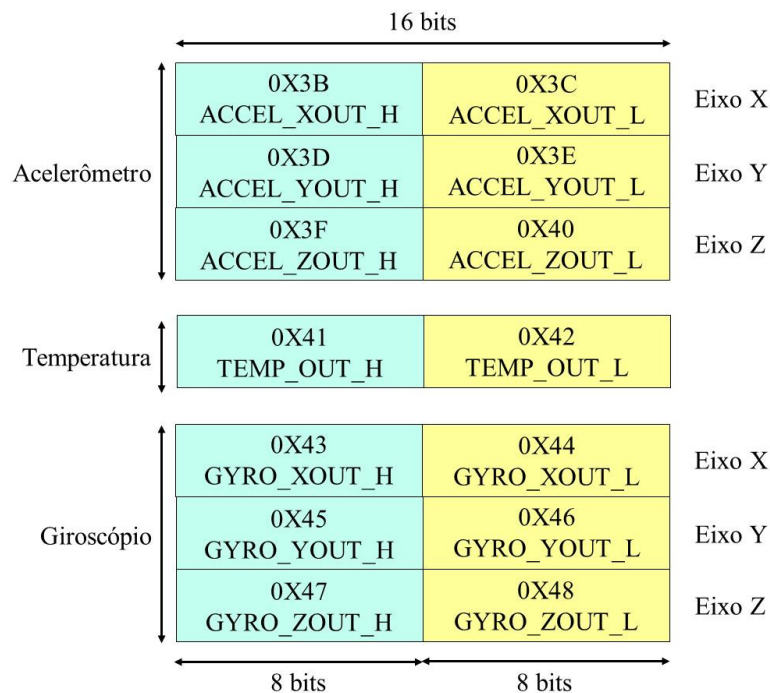 16 bits
0X3B
ACCEL_XOUT_H
0X3C
ACCEL_XOUT_L
Eixo X
Acelerômetro
0X3D
ACCEL_YOUT_H
0X3E
ACCEL_YOUT_L
Eixo Y
0X3F
ACCEL_ZOUT_H
0X40
ACCEL_ZOUT_L
Eixo Z
Temperatura
0X41
TEMP_OUT_H
0X42
TEMP_OUT_L
0X43
GYRO_XOUT_H
0X44
GYRO_XOUT_L
Eixo X
Giroscópio
0X45
GYRO_YOUT_H
0X46
GYRO_YOUT_L
Eixo Y
0X47
GYRO_ZOUT_H
0X48
GYRO_ZOUT_L
Eixo Z
8 bits
8 bits